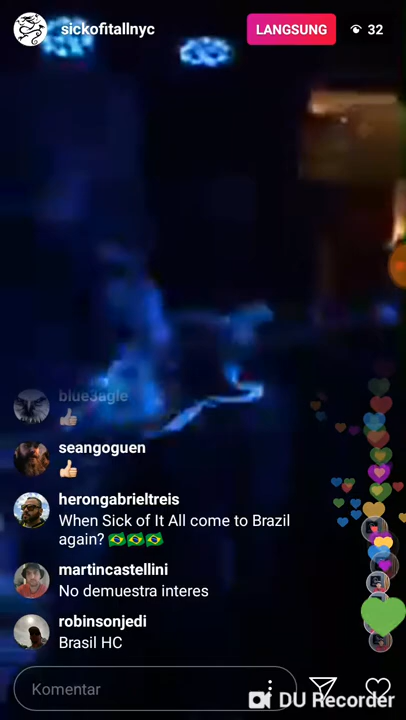 sickofitallnyc
LANGSUNG
32
blue3agle
👍🏻
seangoguen
👍🏼
herongabrieltreis
When Sick of It All come to Brazil
again? 🇧🇷🇧🇷🇧🇷
martincastellini
No demuestra interes
robinsonjedi
Brasil HC
Komentar
DU Recorder